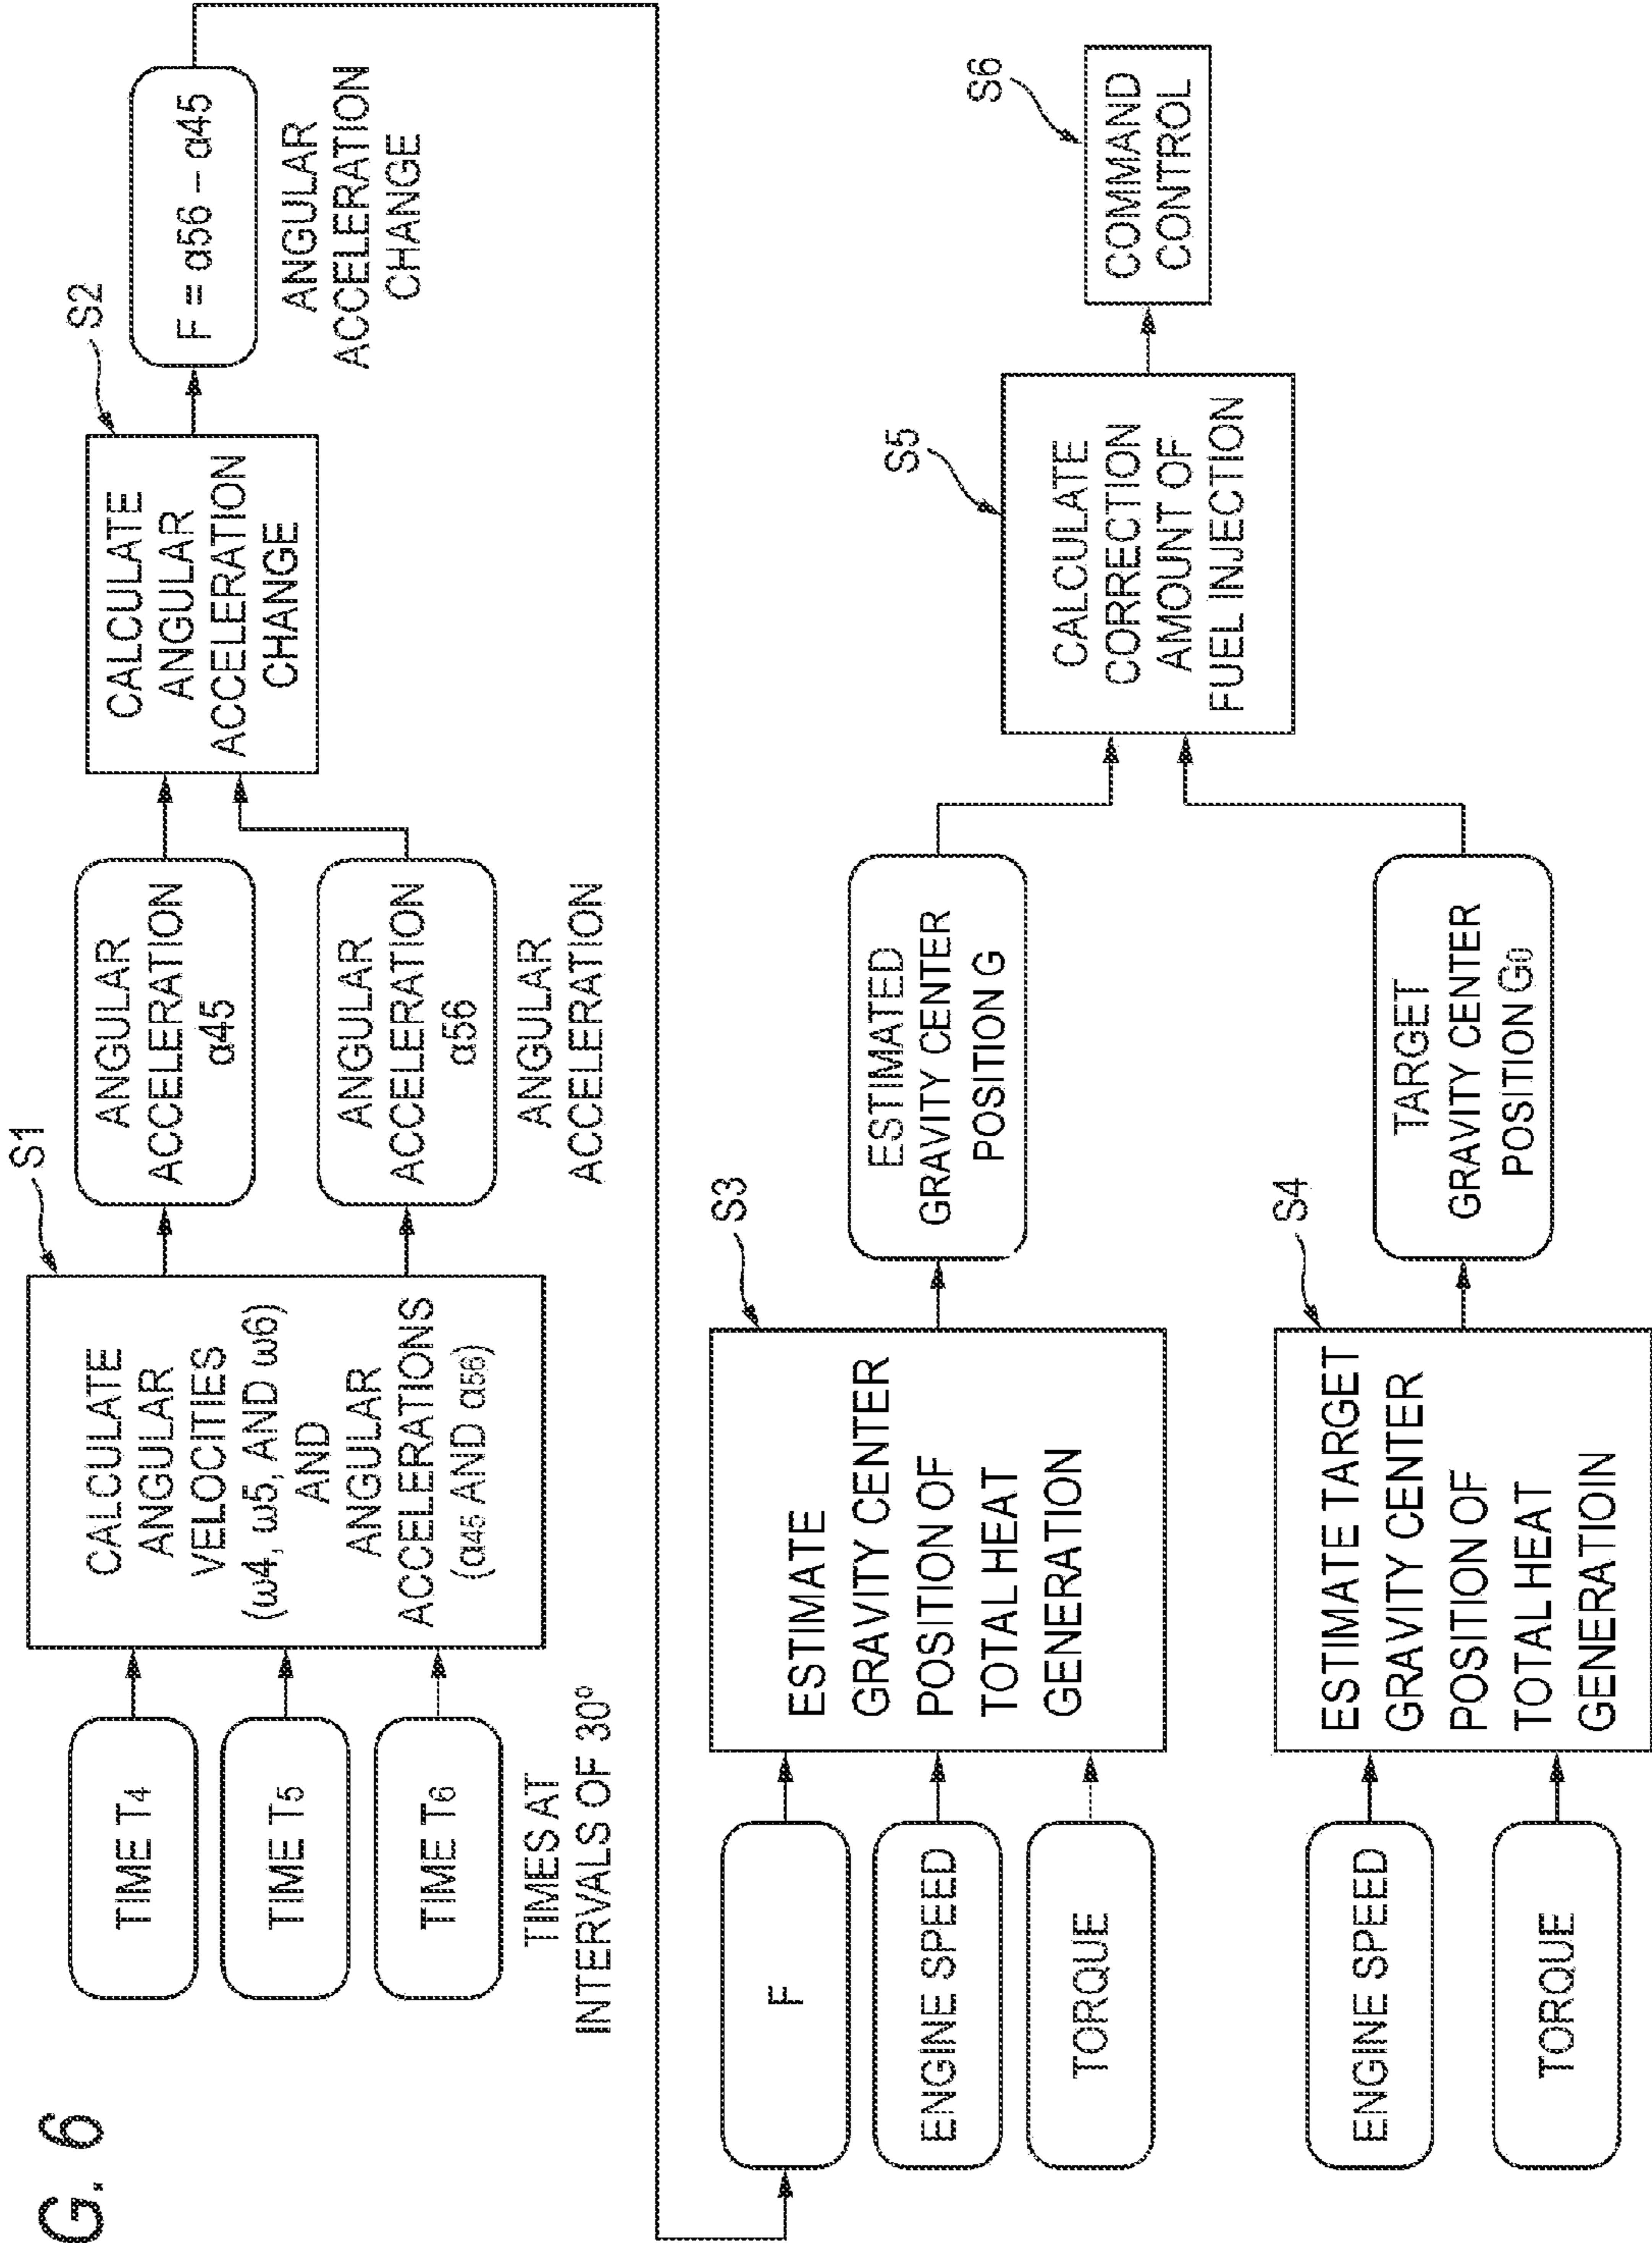 G. 6
TIME T4
TIME T5
TIME T6
TIMES AT
INTERVALS OF 30°
S1
CALCULATE
ANGULAR
VELOCITIES
(ω4, ω5, AND ω6)
AND
ANGULAR
ACCELERATIONS
(α45 AND α56)
ANGULAR
ACCELERATION
α45
ANGULAR
ACCELERATION
α56
ANGULAR
ACCELERATION
S2
CALCULATE
ANGULAR
ACCELERATION
CHANGE
F = α56 – α45
ANGULAR
ACCELERATION
CHANGE
F
ENGINE SPEED
TORQUE
S3
ESTIMATE
GRAVITY CENTER
POSITION OF
TOTAL HEAT
GENERATION
ESTIMATED
GRAVITY CENTER
POSITION G
ENGINE SPEED
TORQUE
S4
ESTIMATE TARGET
GRAVITY CENTER
POSITION OF
TOTAL HEAT
GENERATOIN
TARGET
GRAVITY CENTER
POSITION G0
S5
CALCULATE
CORRECTION
AMOUNT OF
FUEL INJECTION
S6
COMMAND
CONTROL